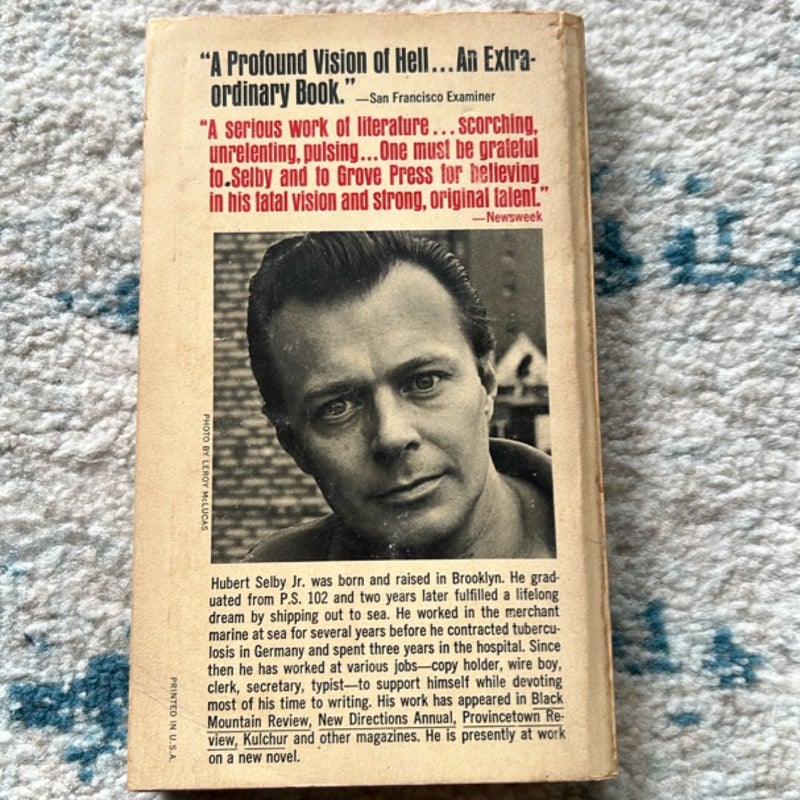 “A Profound Vision of Hell...An Extra-
ordinary Book.” —San Francisco Examiner
“A serious work of literature...scorching,
unrelenting, pulsing...One must be grateful
to Selby and to Grove Press for believing
in his fatal vision and strong, original talent.”
—Newsweek
PHOTO BY LEROY McLUCAS
Hubert Selby Jr. was born and raised in Brooklyn. He grad-
uated from P.S. 102 and two years later fulfilled a lifelong
dream by shipping out to sea. He worked in the merchant
marine at sea for several years before he contracted tubercu-
losis in Germany and spent three years in the hospital. Since
then he has worked at various jobs—copy holder, wire boy,
clerk, secretary, typist—to support himself while devoting
most of his time to writing. His work has appeared in Black
Mountain Review, New Directions Annual, Provincetown Re-
view, Kulchur and other magazines. He is presently at work
on a new novel.
PRINTED IN U.S.A.